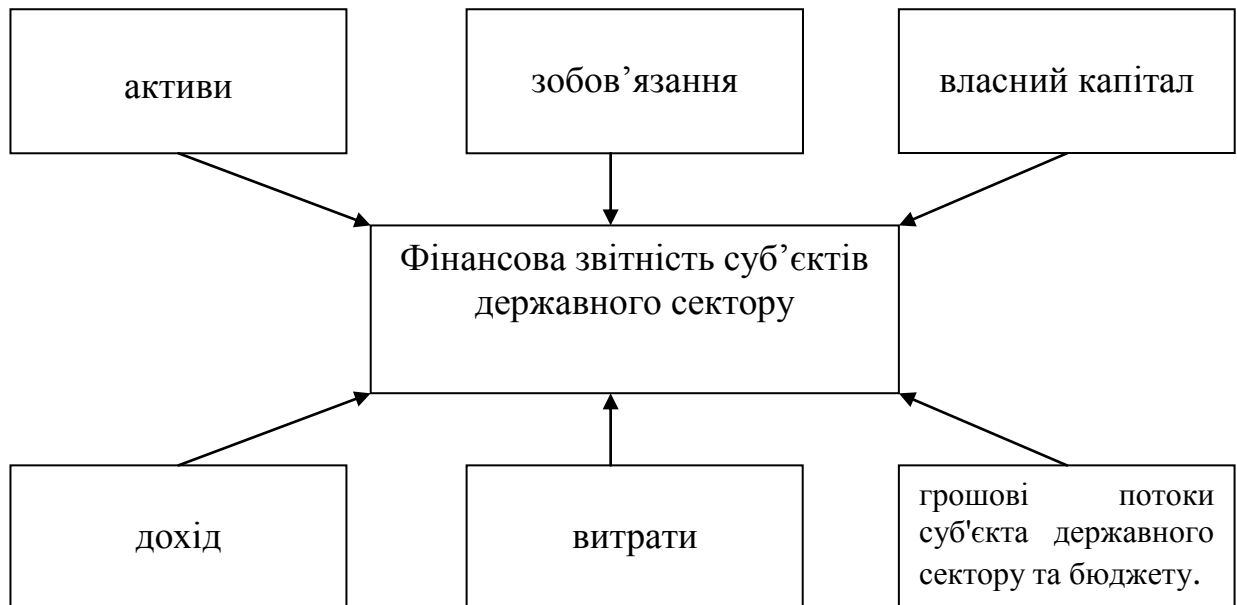 активи
зобов’язання
власний капітал
Фінансова звітність суб’єктів
державного сектору
дохід
витрати
грошові потоки
суб'єкта державного
сектору та бюджету.